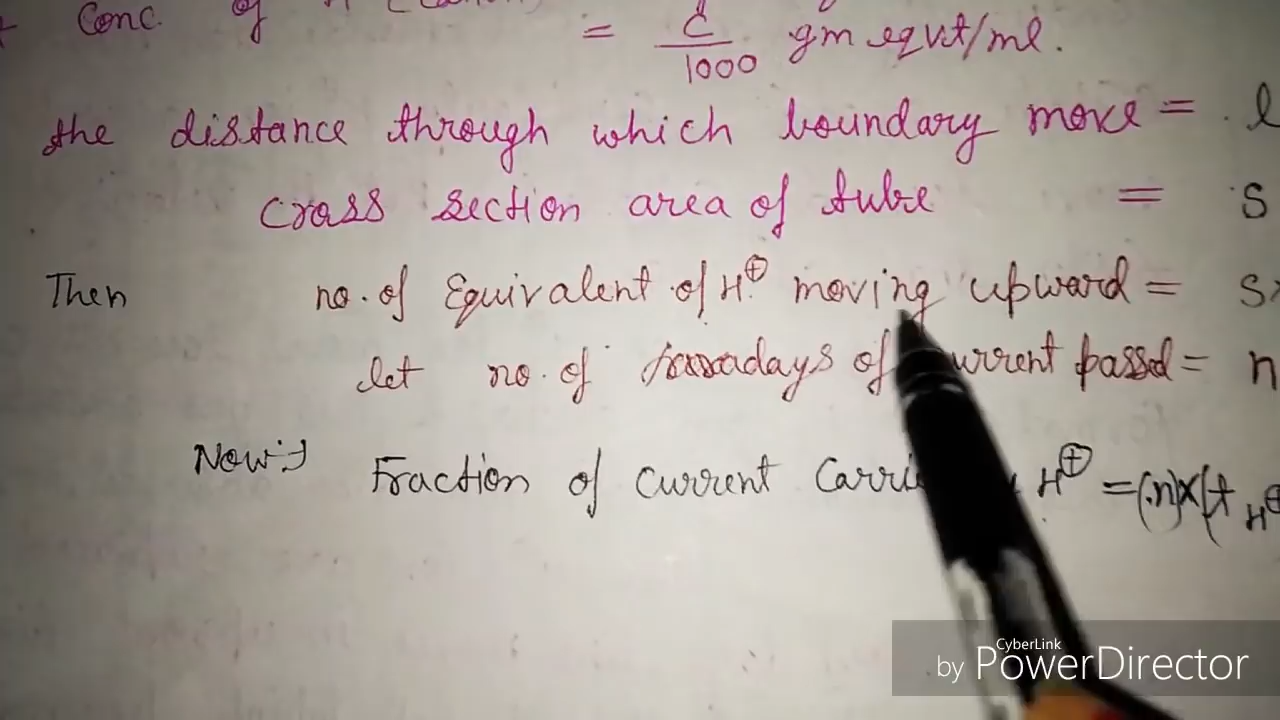 Conc. of
= C/1000 gm eqvt/ml.
the distance through which boundary move = l
cross section area of tube = s
Then no. of Equivalent of H⊕ moving upward = s×
let no. of faradays of current passed = n
Now:→ Fraction of current Carri H⊕ = (n)×(t H⊕
CyberLink
by PowerDirector